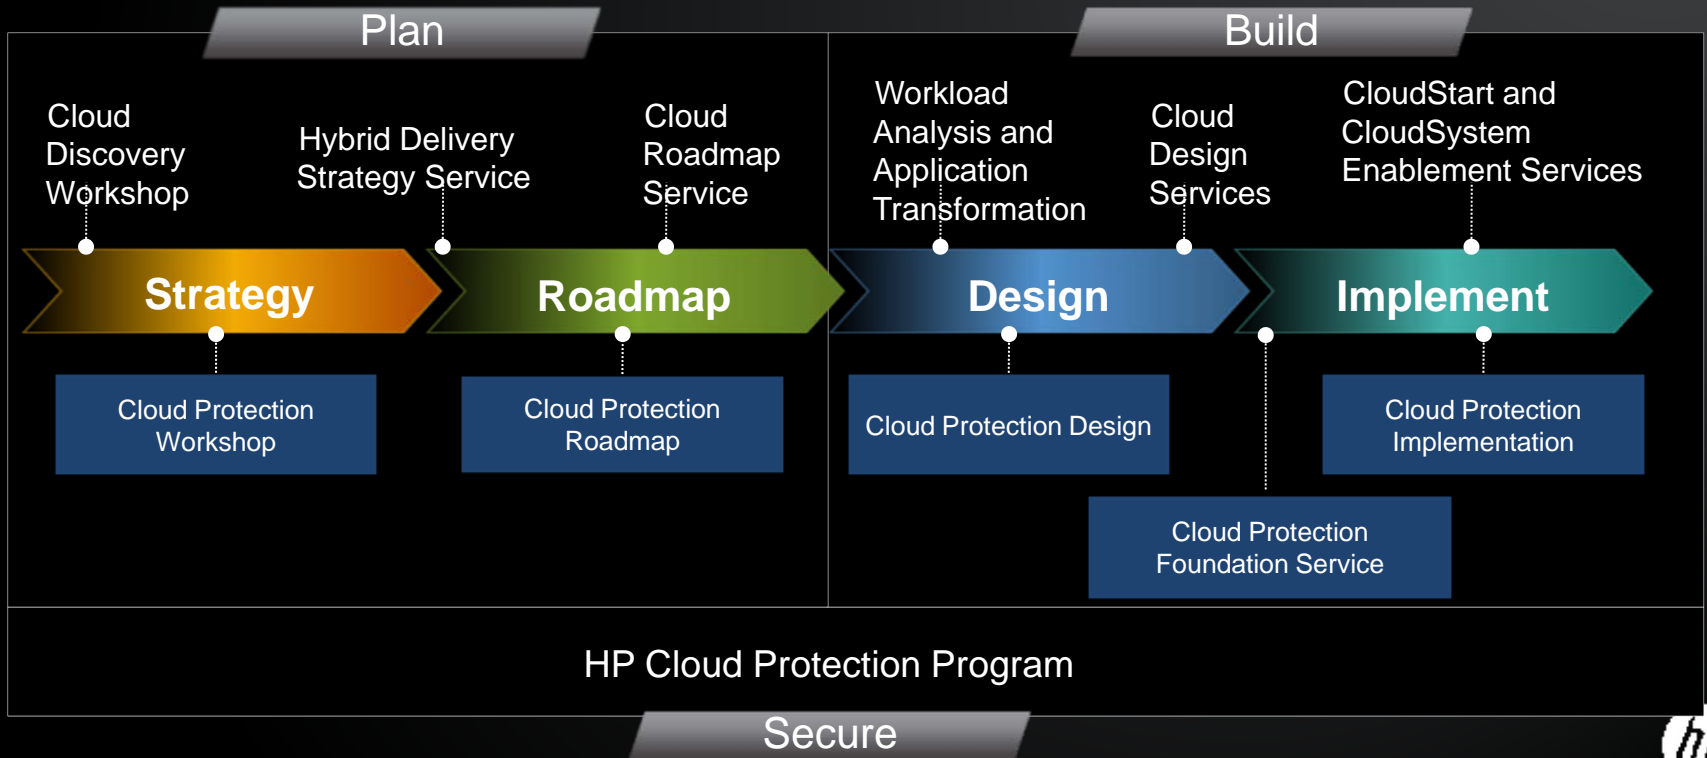 Plan
Build
Cloud
Discovery
Workshop
Hybrid Delivery
Strategy Service
Cloud
Roadmap
Service
Workload
Analysis and
Application
Transformation
Cloud
Design
Services
CloudStart and
CloudSystem
Enablement Services
Strategy
Roadmap
Design
Implement
Cloud Protection
Workshop
Cloud Protection
Roadmap
Cloud Protection Design
Cloud Protection
Implementation
Cloud Protection
Foundation Service
HP Cloud Protection Program
Secure